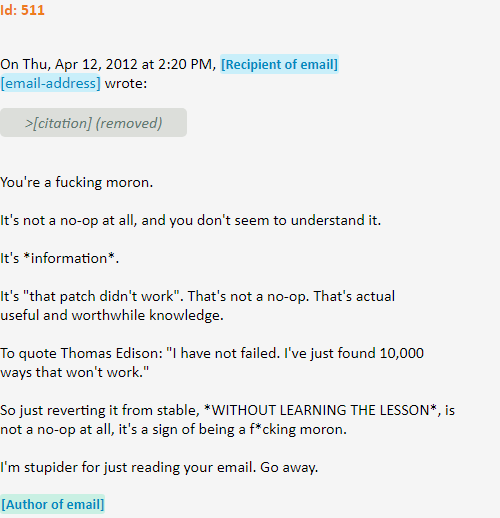 Id: 511
On Thu, Apr 12, 2012 at 2:20 PM, [Recipient of email]
[email-address] wrote:
>[citation] (removed)
You're a fucking moron.
It's not a no-op at all, and you don't seem to understand it.
It's *information*.
It's "that patch didn't work". That's not a no-op. That's actual
useful and worthwhile knowledge.
To quote Thomas Edison: "I have not failed. I've just found 10,000
ways that won't work."
So just reverting it from stable, *WITHOUT LEARNING THE LESSON*, is
not a no-op at all, it's a sign of being a f*cking moron.
I'm stupider for just reading your email. Go away.
[Author of email]